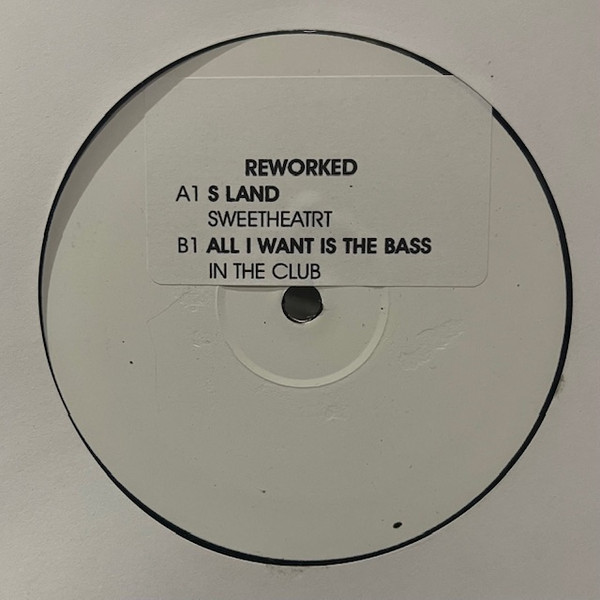 REWORKED
A1 S LAND
SWEETHEATRT
B1 ALL I WANT IS THE BASS
IN THE CLUB